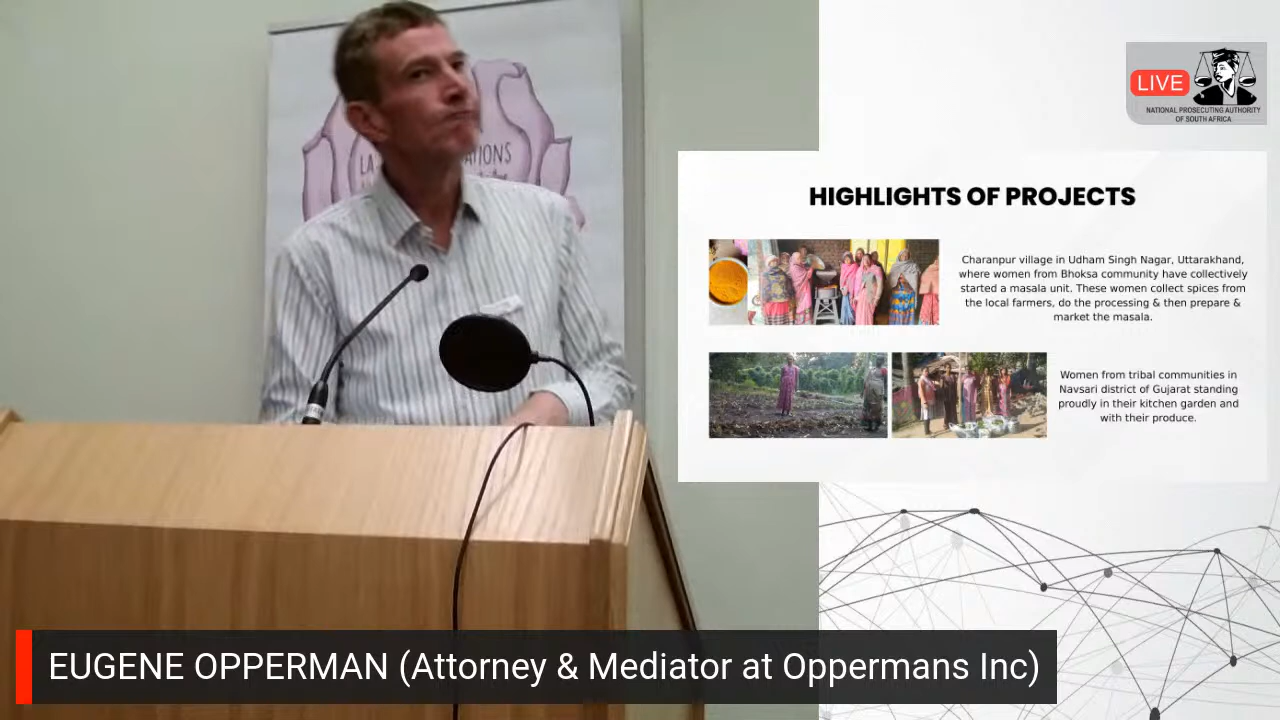 LIVE
NATIONAL PROSECUTING AUTHORITY
OF SOUTH AFRICA
HIGHLIGHTS OF PROJECTS
Charanpur village in Udham Singh Nagar, Uttarakhand,
where women from Bhoksa community have collectively
started a masala unit. These women collect spices from
the local farmers, do the processing & then prepare &
market the masala.
Women from tribal communities in
Navsari district of Gujarat standing
proudly in their kitchen garden and
with their produce.
EUGENE OPPERMAN (Attorney & Mediator at Oppermans Inc)